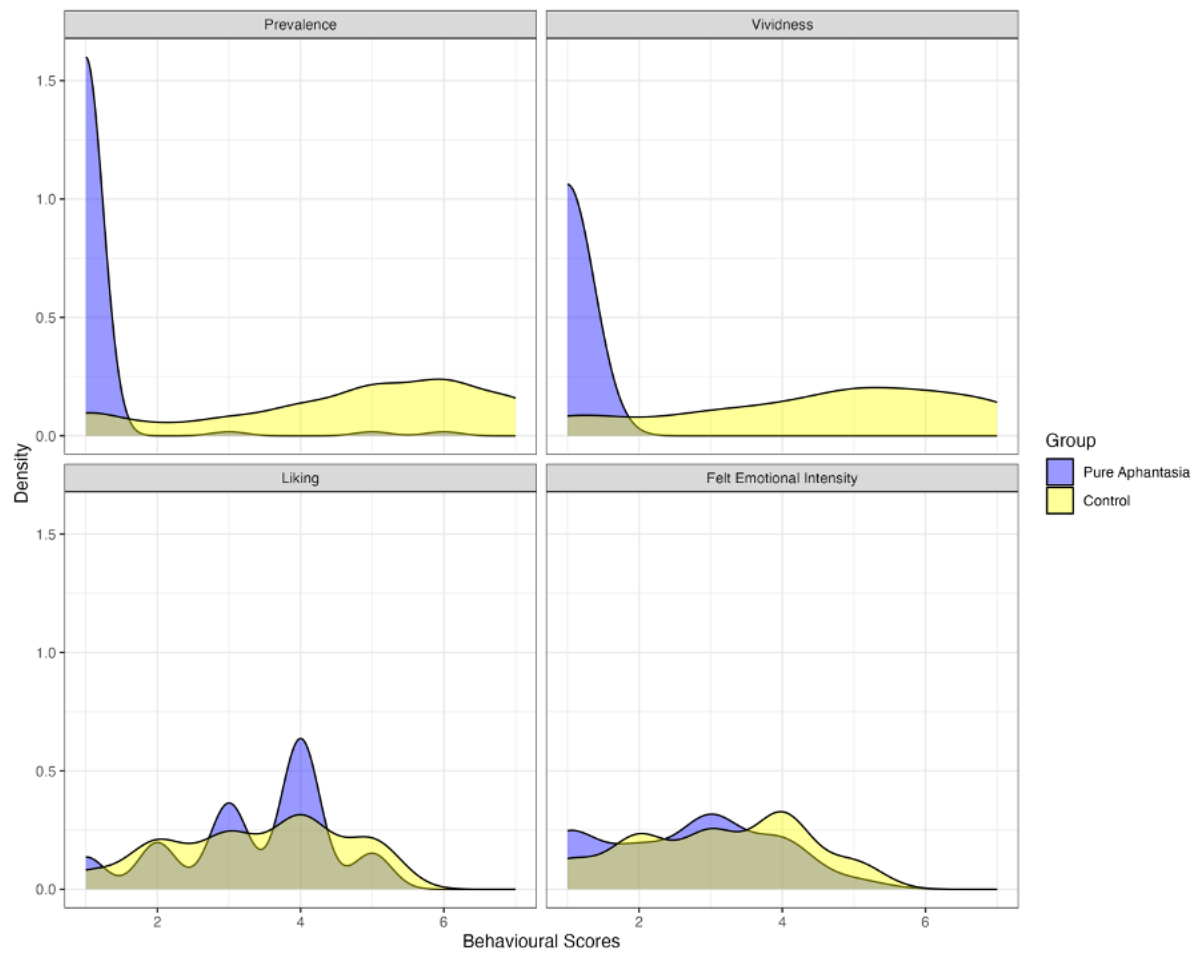 Prevalence
Vividness
1.5
1.0
0.5
0.0
Density
Liking
Felt Emotional Intensity
1.5
1.0
0.5
0.0
2 4 6
2 4 6
Behavioural Scores
Group
Pure Aphantasia
Control